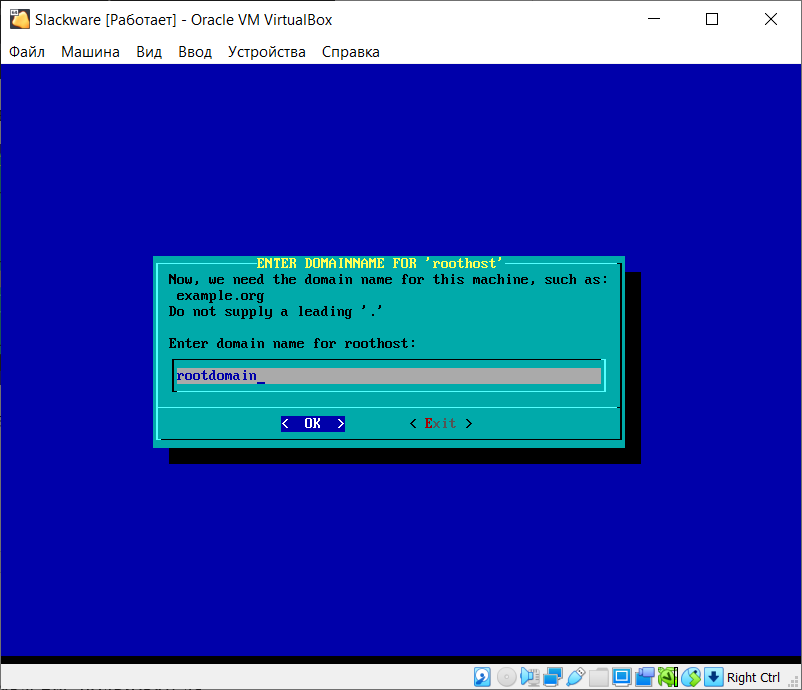 Slackware [Работает] - Oracle VM VirtualBox
Файл Машина Вид Ввод Устройства Справка
ENTER DOMAINNAME FOR 'roothost'
Now, we need the domain name for this machine, such as:
example.org
Do not supply a leading '.'
Enter domain name for roothost:
rootdomain_
< OK > < Exit >
Right Ctrl